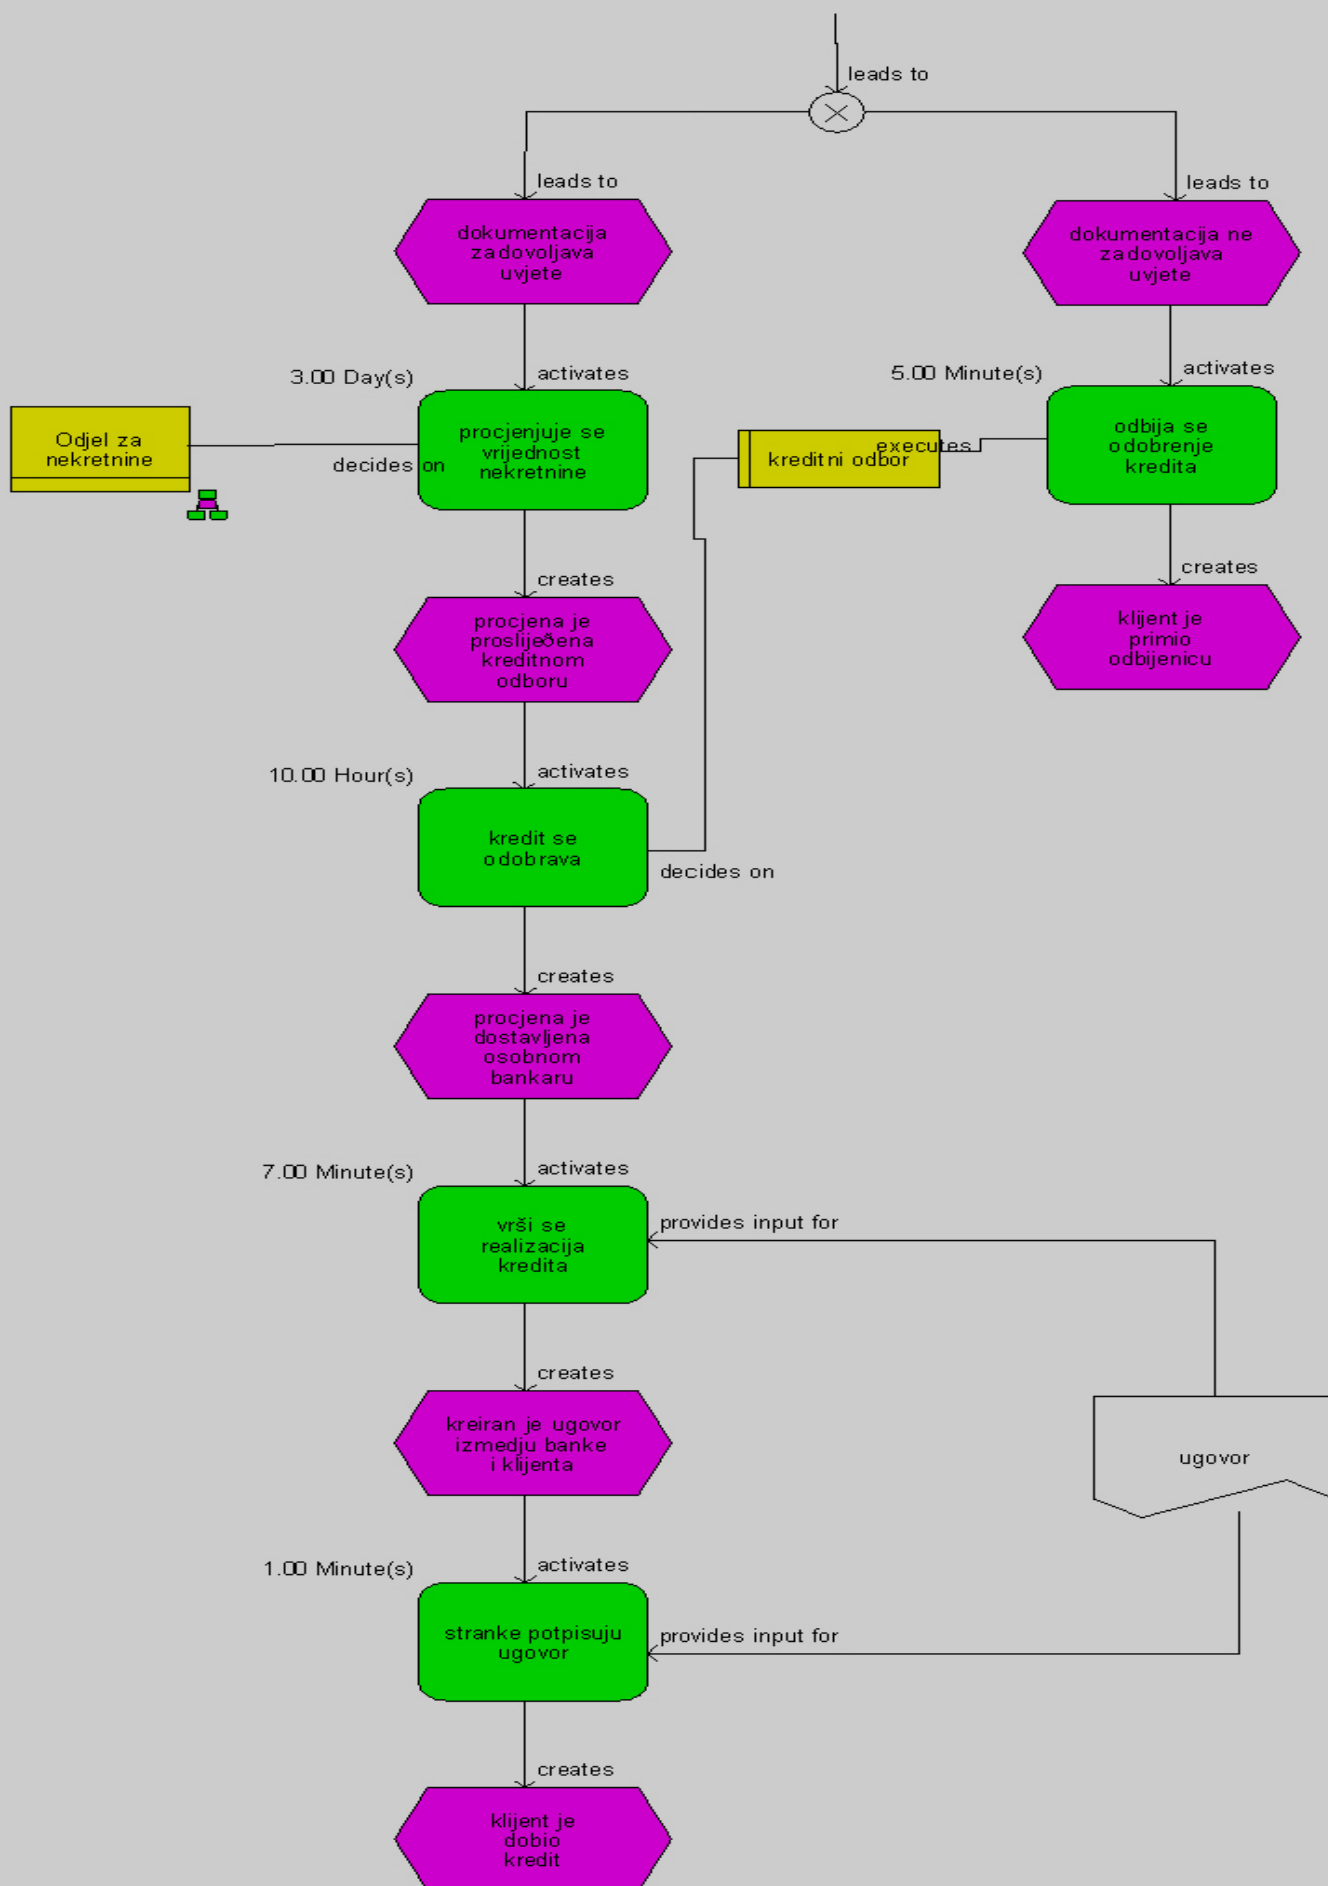 leads to
leads to
leads to
dokumentacija
zadovoljava
uvjete
dokumentacija ne
zadovoljava
uvjete
3.00 Day(s)
activates
5.00 Minute(s)
activates
Odjel za
nekretnine
decides on
procjenjuje se
vrijednost
nekretnine
kreditni odbor
executes
odbija se
odobrenje
kredita
creates
creates
procjena je
proslijeðena
kreditnom
odboru
klijent je
primio
odbijenicu
10.00 Hour(s)
activates
kredit se
odobrava
decides on
creates
procjena je
dostavljena
osobnom
bankaru
7.00 Minute(s)
activates
vrši se
realizacija
kredita
provides input for
creates
kreiran je ugovor
izmedju banke
i klijenta
ugovor
1.00 Minute(s)
activates
stranke potpisuju
ugovor
provides input for
creates
klijent je
dobio
kredit